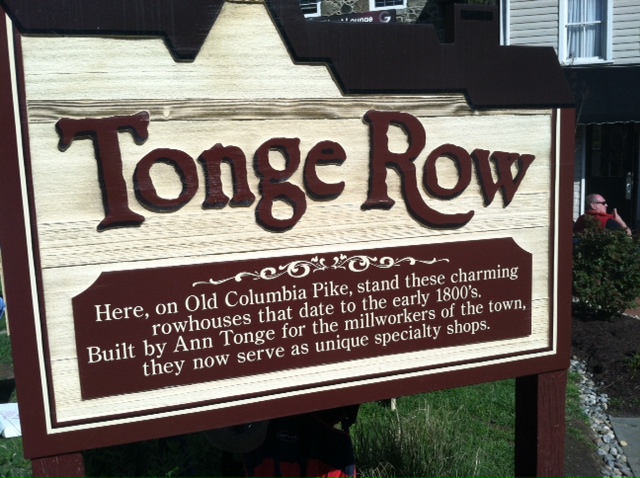 Lounge
Tonge Row
Here, on Old Columbia Pike, stand these charming
rowhouses that date to the early 1800's.
Built by Ann Tonge for the millworkers of the town,
they now serve as unique specialty shops.